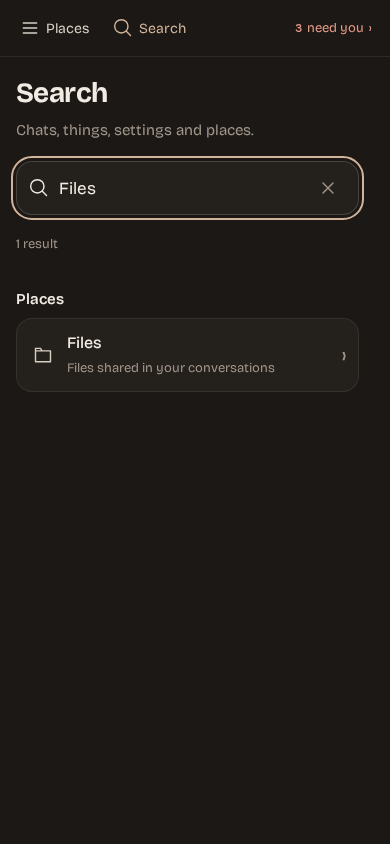 Places
Search
3 need you ›
Search
Chats, things, settings and places.
Files
1 result
Places
Files
Files shared in your conversations